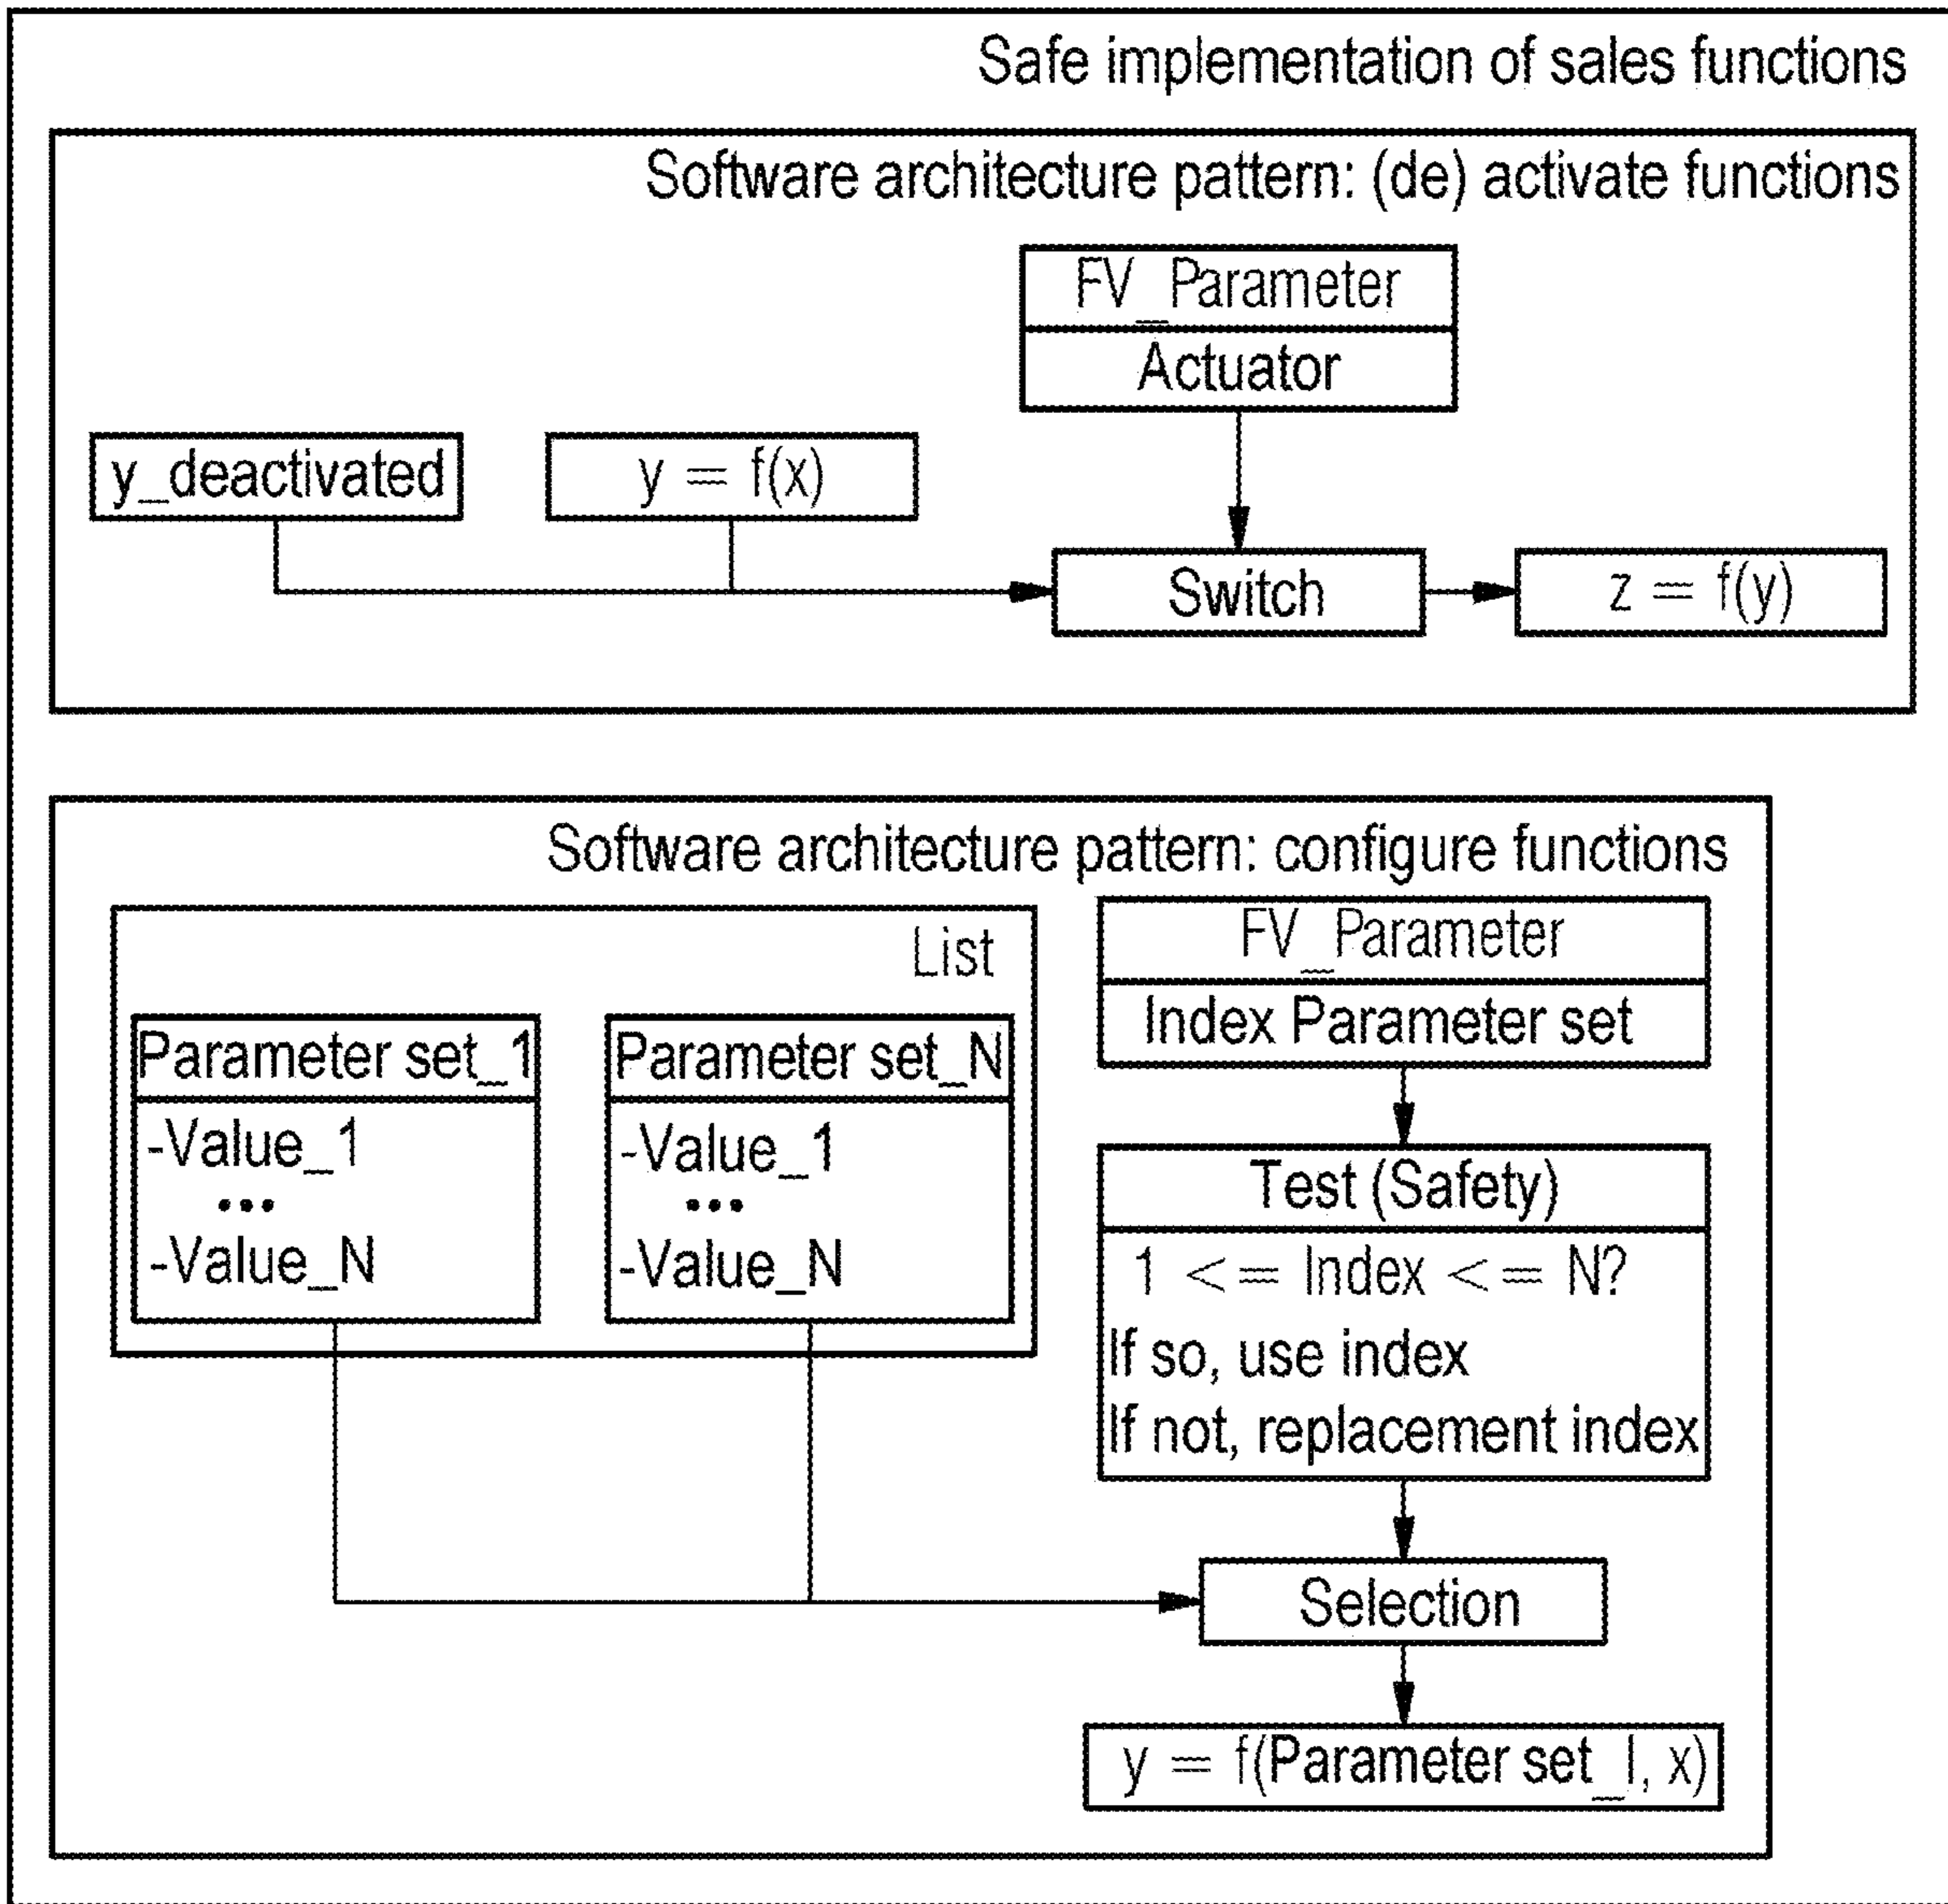 Safe implementation of sales functions
Software architecture pattern: (de) activate functions
FV_Parameter
Actuator
y_deactivated
y = f(x)
Switch
z = f(y)
Software architecture pattern: configure functions
List
Parameter set_1
-Value_1
...
-Value_N
Parameter set_N
-Value_1
...
-Value_N
FV_Parameter
Index Parameter set
Test (Safety)
1 <= Index <= N?
If so, use index
If not, replacement index
Selection
y = f(Parameter set_I, x)